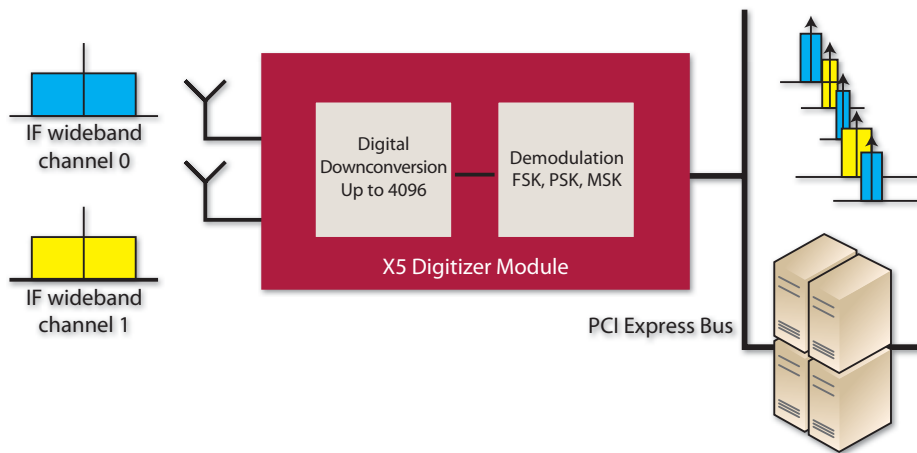 IF wideband
channel 0
IF wideband
channel 1
Digital
Downconversion
Up to 4096
Demodulation
FSK, PSK, MSK
X5 Digitizer Module
PCI Express Bus